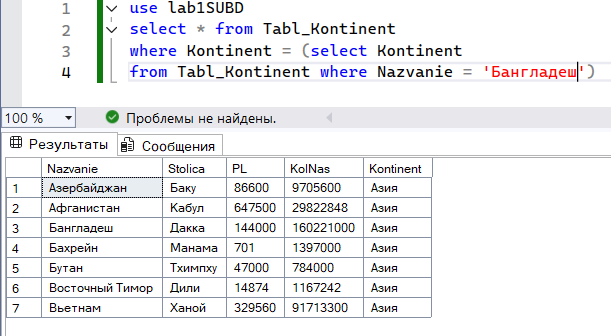 1 use lab1SUBD
2 select * from Tabl_Kontinent
3 where Kontinent = (select Kontinent
4 from Tabl_Kontinent where Nazvanie = 'Бангладеш')
100 % Проблемы не найдены.
Результаты Сообщения
Nazvanie Stolica PL KolNas Kontinent
1 Азербайджан Баку 86600 9705600 Азия
2 Афганистан Кабул 647500 29822848 Азия
3 Бангладеш Дакка 144000 160221000 Азия
4 Бахрейн Манама 701 1397000 Азия
5 Бутан Тхимпху 47000 784000 Азия
6 Восточный Тимор Дили 14874 1167242 Азия
7 Вьетнам Ханой 329560 91713300 Азия